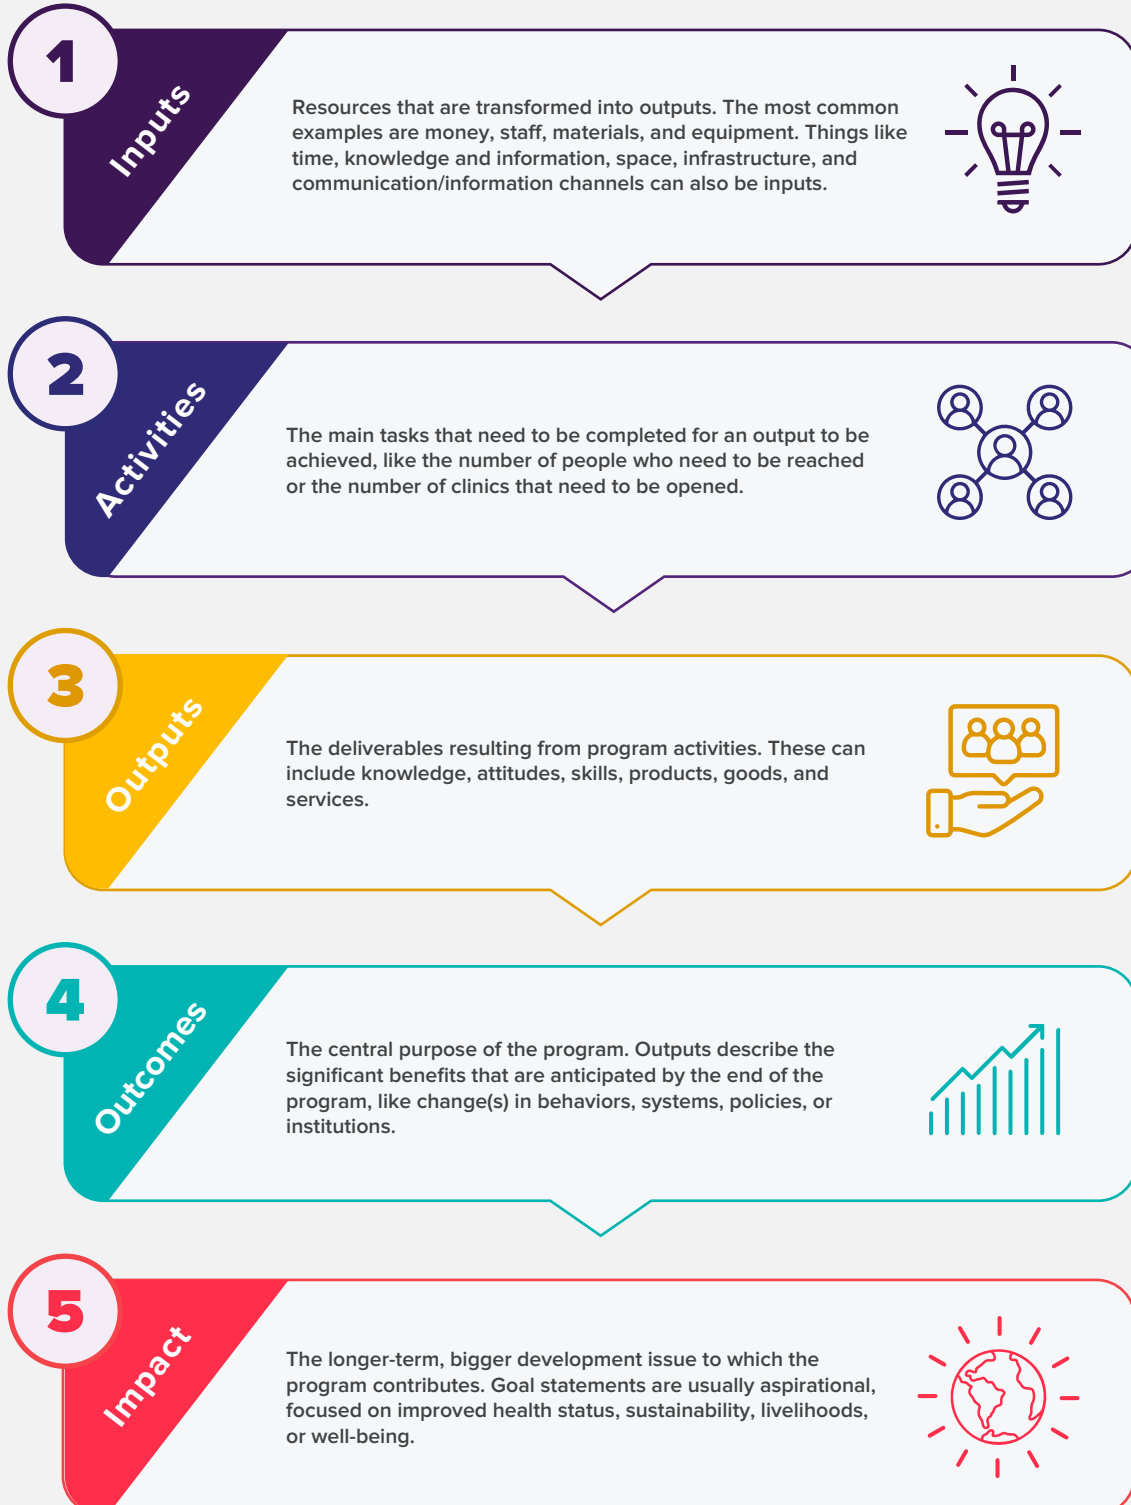 1
Inputs
Resources that are transformed into outputs. The most common
examples are money, staff, materials, and equipment. Things like
time, knowledge and information, space, infrastructure, and
communication/information channels can also be inputs.
2
Activities
The main tasks that need to be completed for an output to be
achieved, like the number of people who need to be reached
or the number of clinics that need to be opened.
3
Outputs
The deliverables resulting from program activities. These can
include knowledge, attitudes, skills, products, goods, and
services.
4
Outcomes
The central purpose of the program. Outputs describe the
significant benefits that are anticipated by the end of the
program, like change(s) in behaviors, systems, policies, or
institutions.
5
Impact
The longer-term, bigger development issue to which the
program contributes. Goal statements are usually aspirational,
focused on improved health status, sustainability, livelihoods,
or well-being.